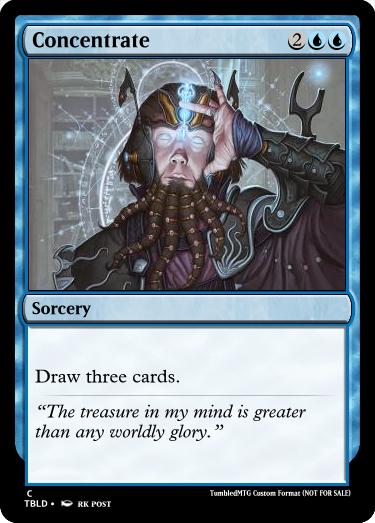 Concentrate 2
Sorcery
Draw three cards.
“The treasure in my mind is greater
than any worldly glory.”
C
TBLD • RK POST
TumbledMTG Custom Format (NOT FOR SALE)